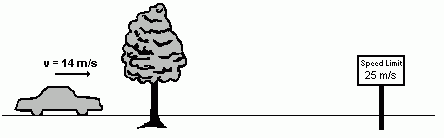 v = 14 m/s
Speed Limit
25 m/s